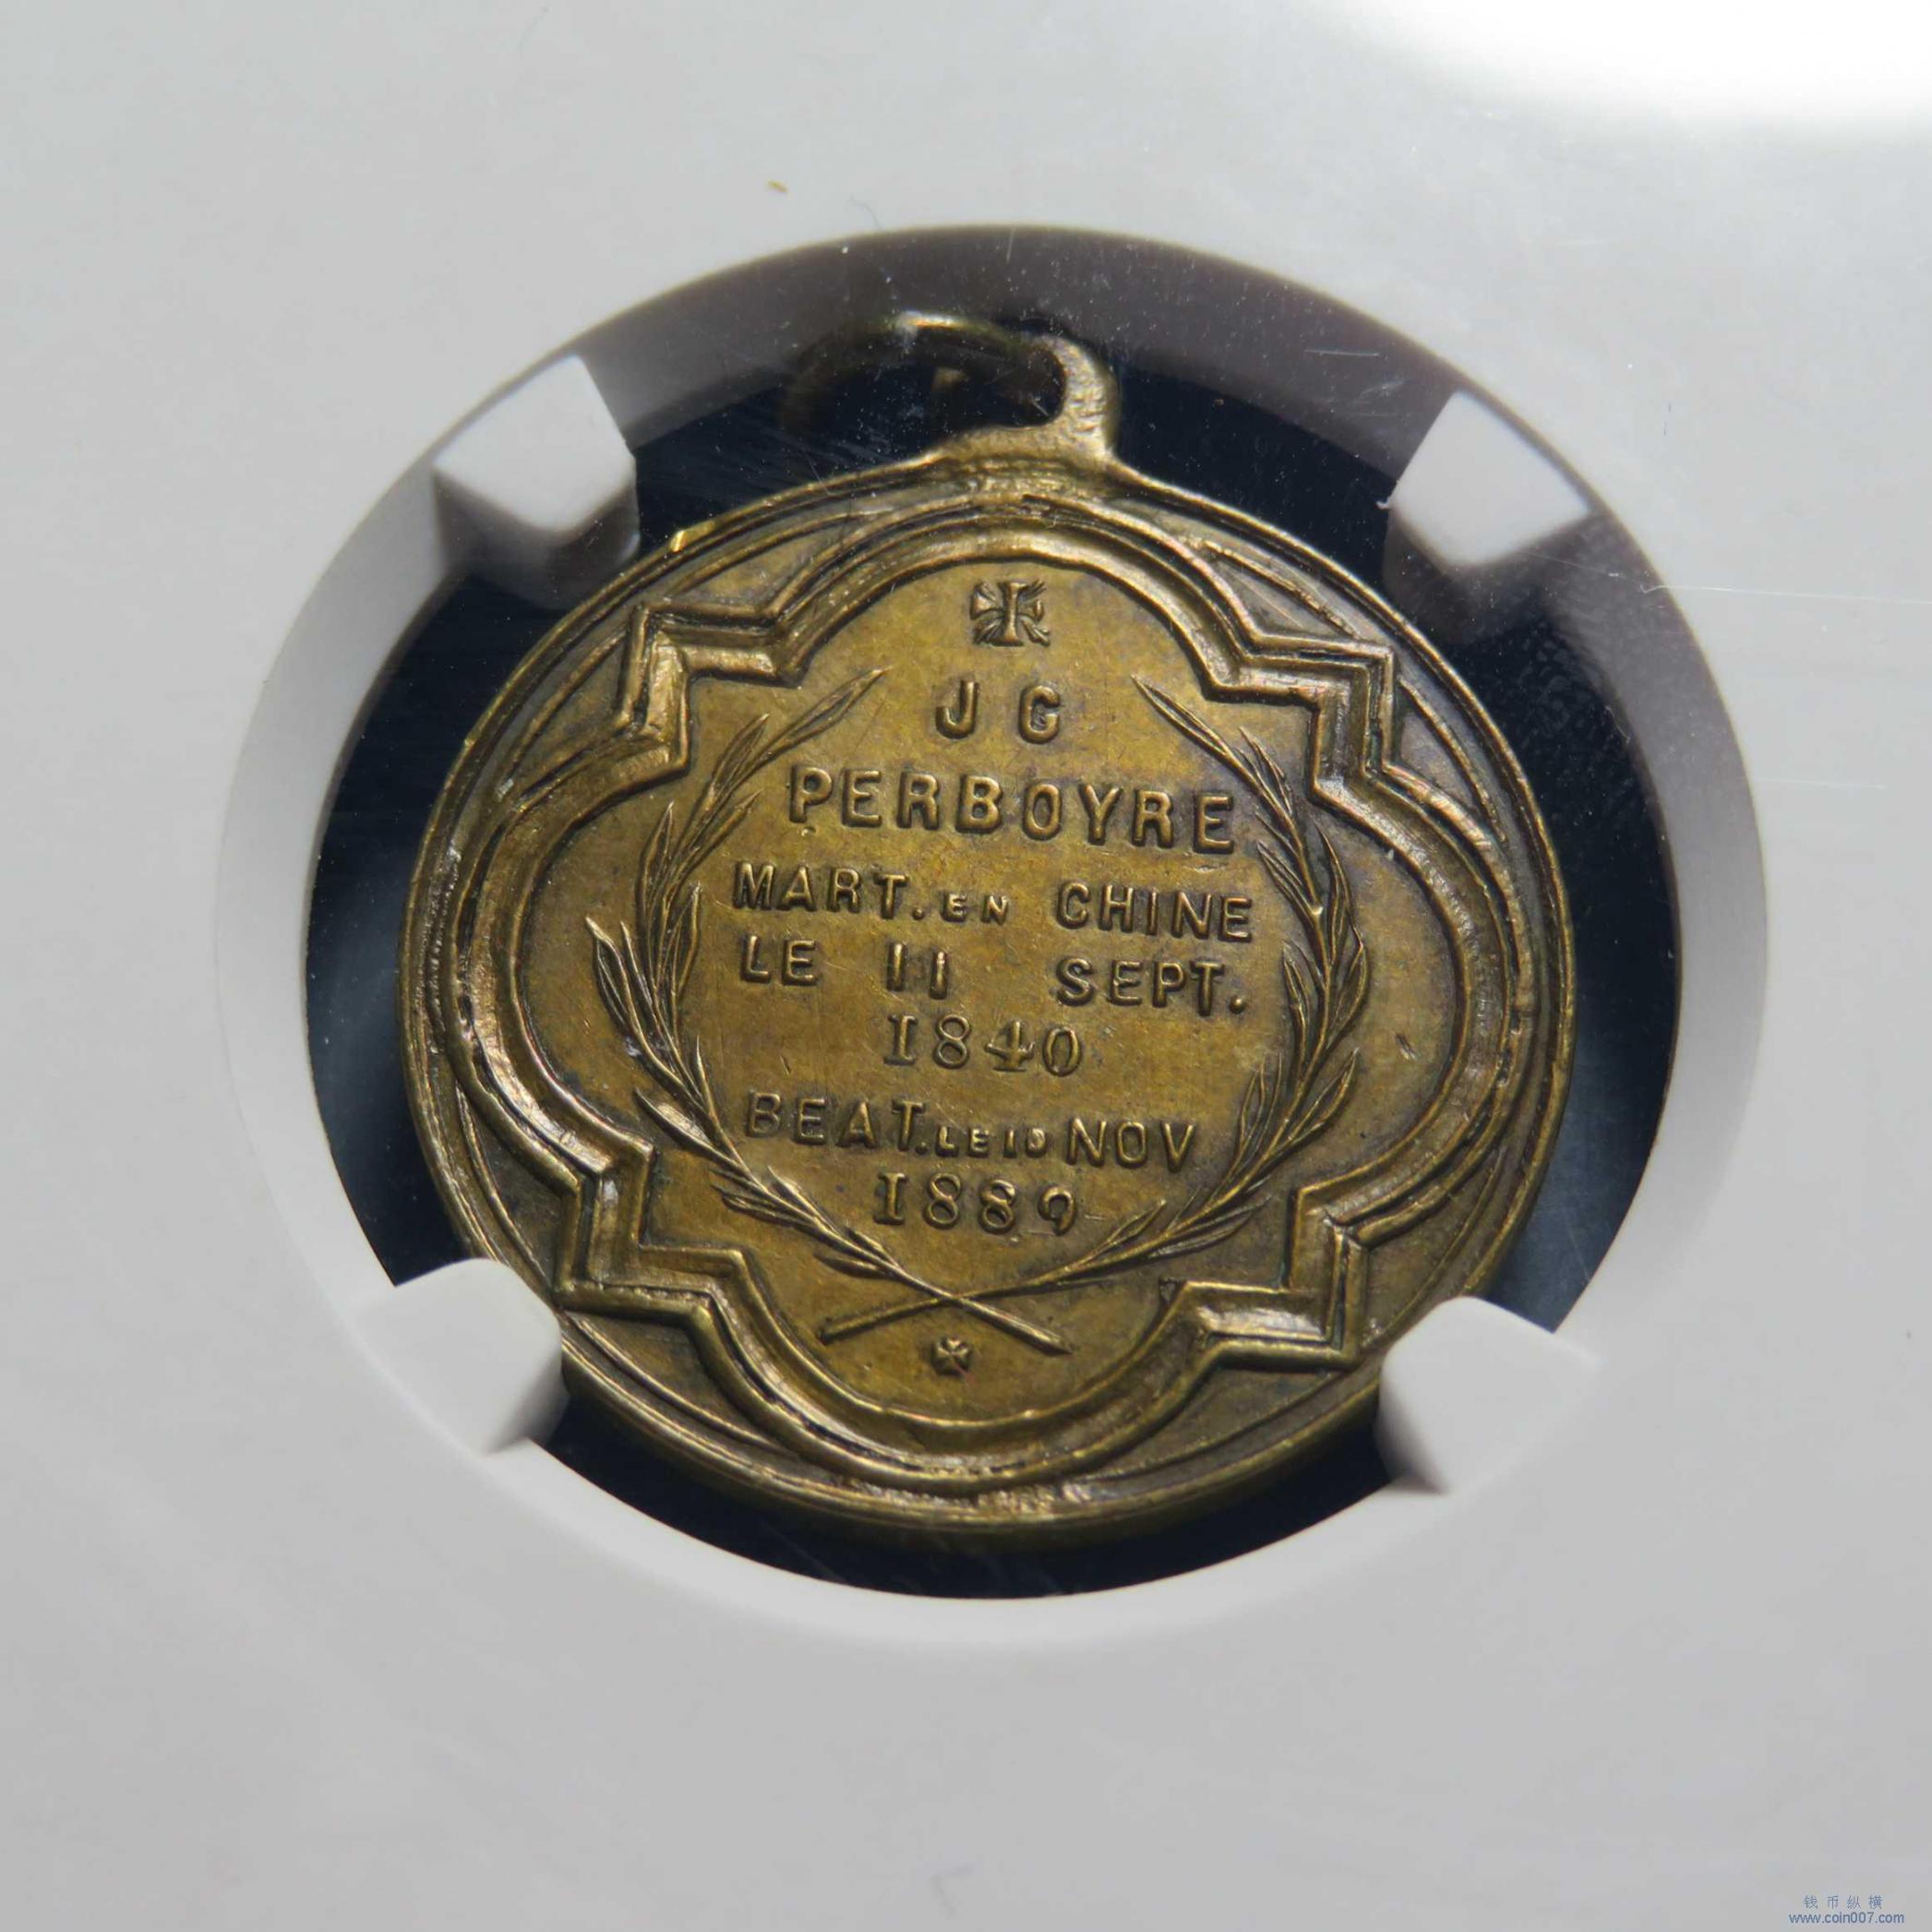 J G
PERBOYRE
MART. EN CHINE
LE 11 SEPT.
1840
BEAT. LE 10 NOV
1889
钱币纵横
www.coin007.com